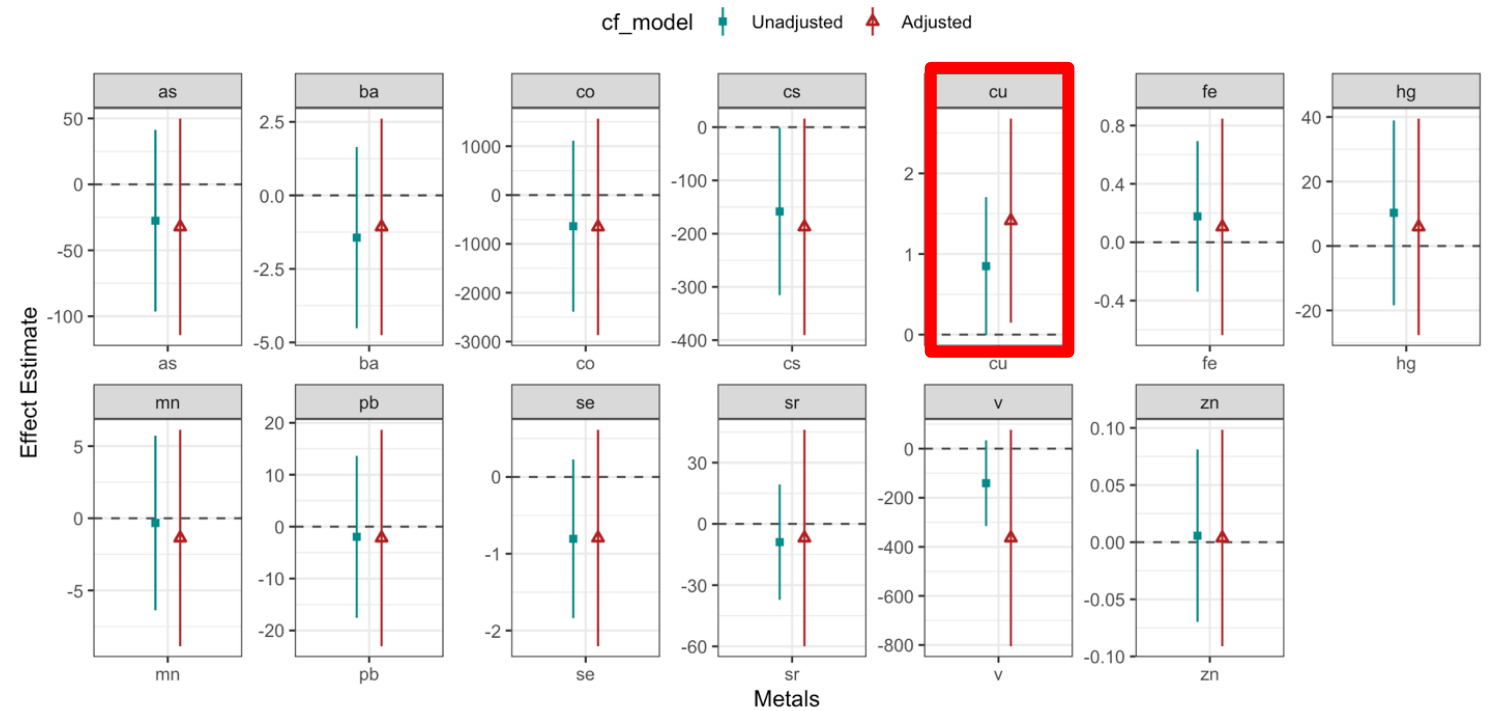 cf_model Unadjusted Adjusted
as ba co cs cu fe hg
50 2.5 1000 0 2 0.8 40
0 0.0 0 -100 1 0.4 20
-50 -2.5 -1000 -200 0 0.0 0
-100 -5.0 -2000 -300 -0.4 -20
-3000 -400
as ba co cs cu fe hg
Effect Estimate
mn pb se sr v zn
5 20 0 30 0 0.10
0 10 -1 0 -200 0.05
-5 0 -2 -30 -400 0.00
-10 -60 -600 -0.05
-20 -800 -0.10
mn pb se sr v zn
Metals